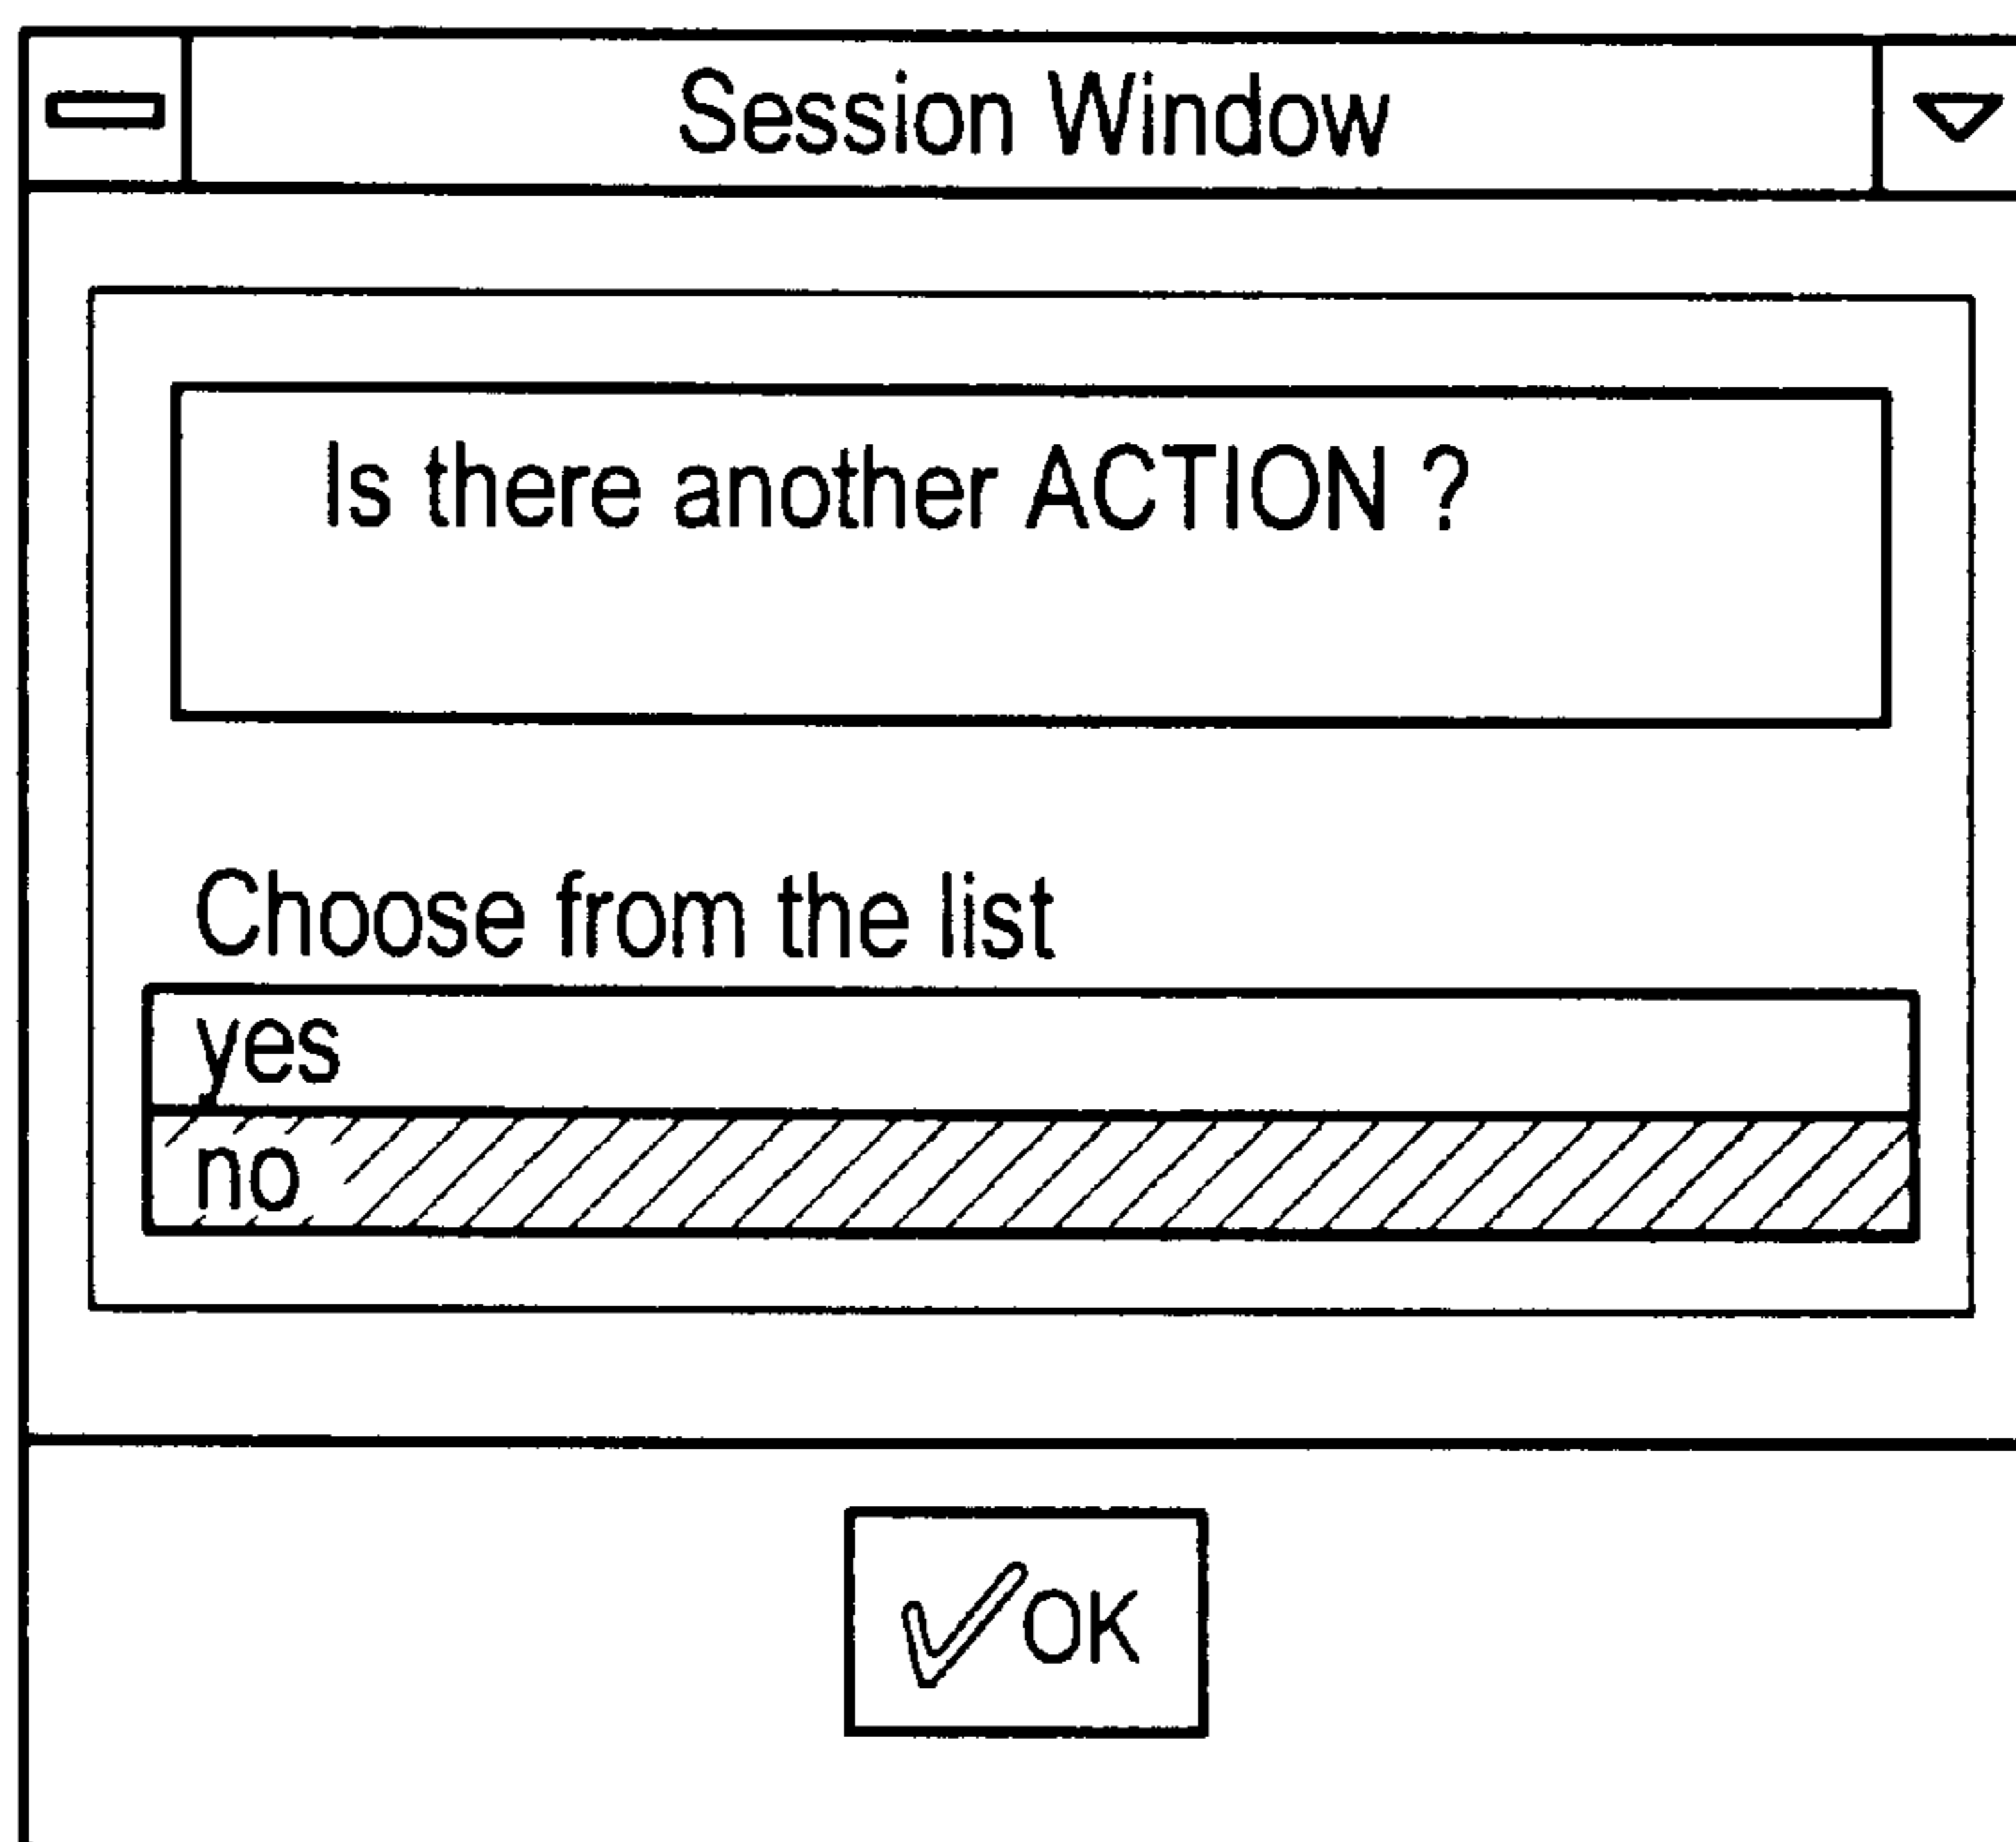 Session Window
Is there another ACTION ?
Choose from the list
yes
no
OK